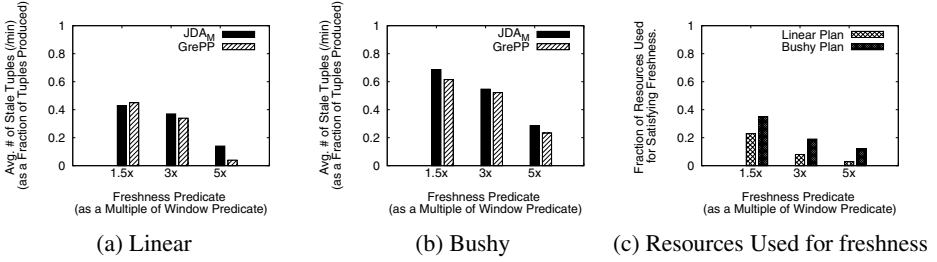 Avg. # of Stale Tuples (/min)
(as a Fraction of Tuples Produced)
1
0.8
0.6
0.4
0.2
0
JDAM
GrePP
1.5x 3x 5x
Freshness Predicate
(as a Multiple of Window Predicate)
(a) Linear
Avg. # of Stale Tuples (/min)
(as a Fraction of Tuples Produced)
1
0.8
0.6
0.4
0.2
0
JDAM
GrePP
1.5x 3x 5x
Freshness Predicate
(as a Multiple of Window Predicate)
(b) Bushy
Fraction of Resources Used
for Satisfying Freshness.
1
0.8
0.6
0.4
0.2
0
Linear Plan
Bushy Plan
1.5x 3x 5x
Freshness Predicate
(as a Multiple of Window Predicate)
(c) Resources Used for freshness